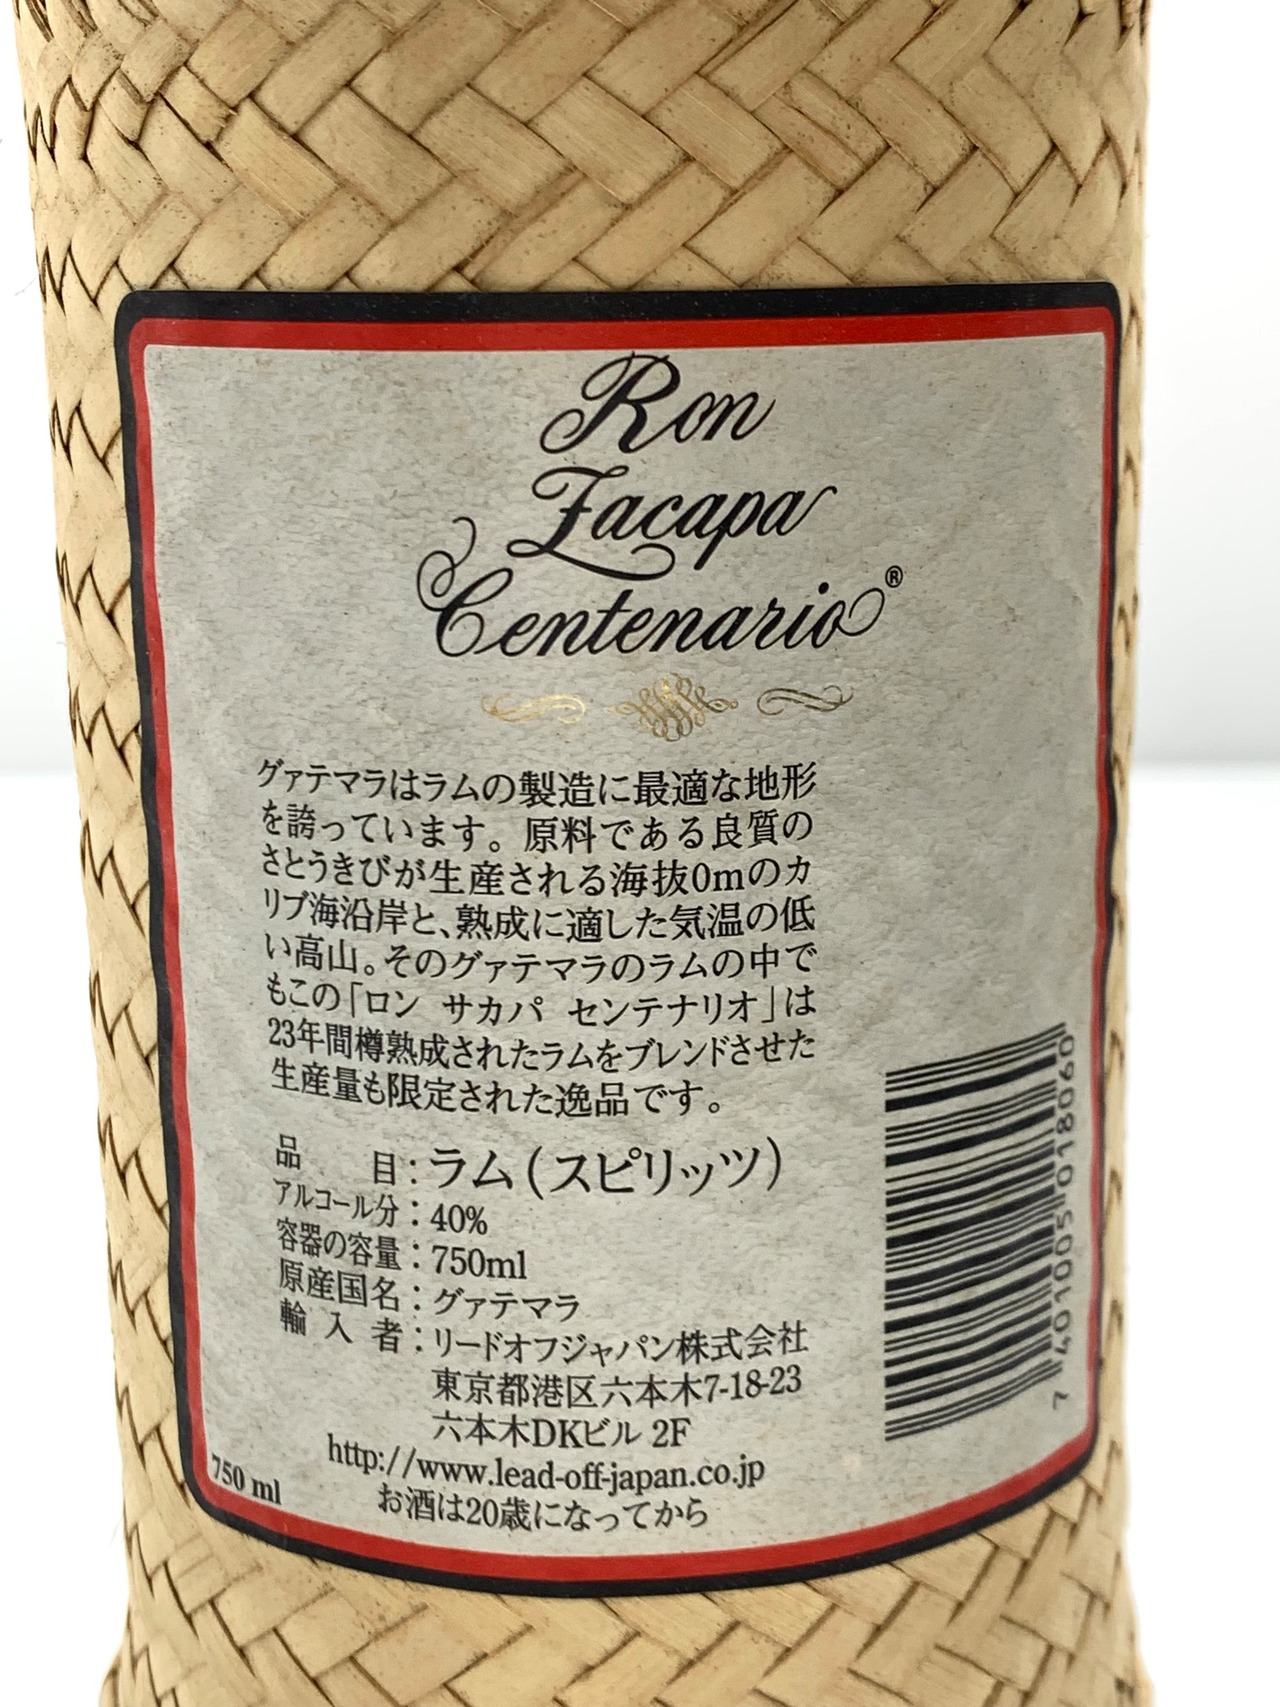 Ron
Zacapa
Centenario®
グァテマラはラムの製造に最適な地形
を誇っています。原料である良質の
さとうきびが生産される海抜0mのカ
リブ海沿岸と、熟成に適した気温の低
い高山。そのグァテマラのラムの中で
もこの「ロン サカパ センテナリオ」は
23年間樽熟成されたラムをブレンドさせた
生産量も限定された逸品です。
品目：ラム(スピリッツ)
アルコール分：40%
容器の容量：750ml
原産国名：グァテマラ
輸入者：リードオフジャパン株式会社
東京都港区六本木7-18-23
六本木DKビル 2F
http://www.lead-off-japan.co.jp
お酒は20歳になってから
750 ml
7 401005 018060